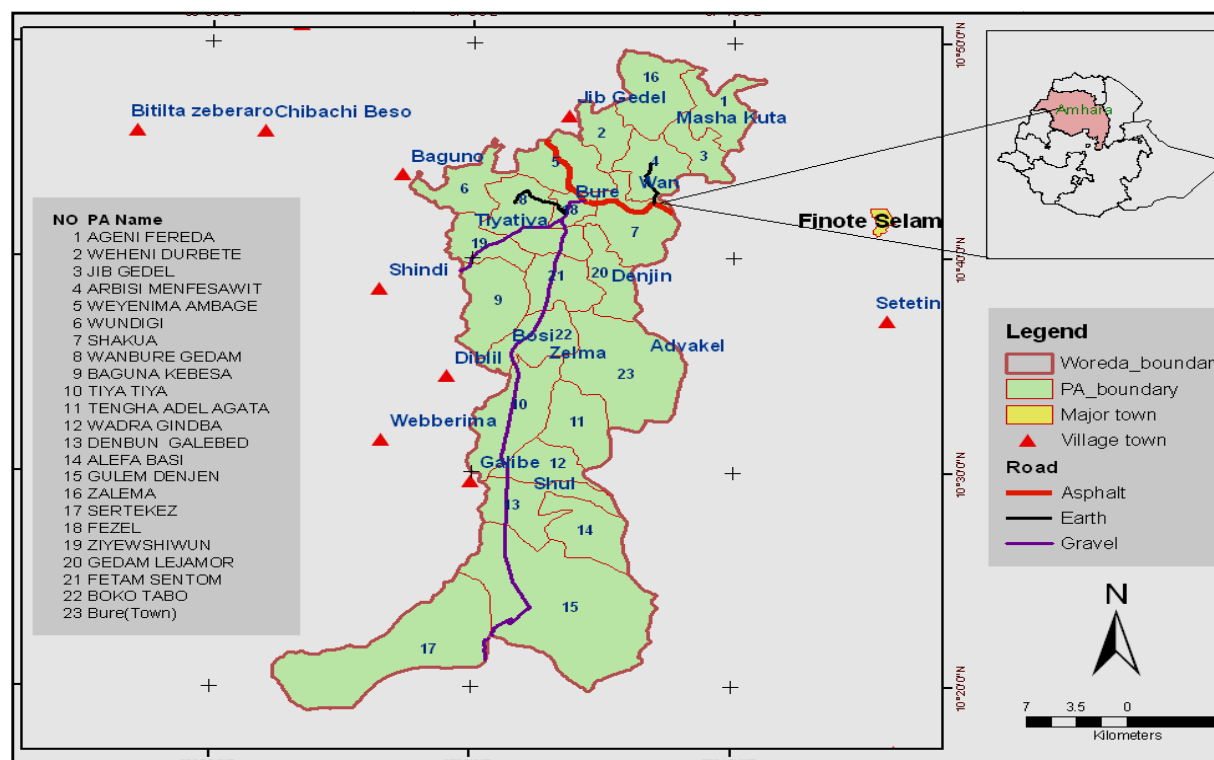 10°50'N
16
Bitilta zeberaro
Chibachi Beso
Jib Gedel
1
Masha Kuta
Amhara
2
Baguno
5
4
3
6
Wan
Bure
8
18
Tiyatiya
7
Finote Selam
19
10°40'N
Shindi
21
20
Denjin
9
Setetin
Bosi
22
Zelma
Advakel
Diblil
23
10
11
Webberima
Galibe
12
10°30'N
Shul
13
14
15
17
10°20'N
NO PA Name
1 AGENI FEREDA
2 WEHENI DURBETE
3 JIB GEDEL
4 ARBISI MENFESAWIT
5 WEYENIMA AMBAGE
6 WUNDIGI
7 SHAKUA
8 WANBURE GEDAM
9 BAGUNA KEBESA
10 TIYA TIYA
11 TENGHA ADEL AGATA
12 WADRA GINDBA
13 DENBUN GALEBED
14 ALEFA BASI
15 GULEM DENJEN
16 ZALEMA
17 SERTEKEZ
18 FEZEL
19 ZIYEWSHIWUN
20 GEDAM LEJAMOR
21 FETAM SENTOM
22 BOKO TABO
23 Bure(Town)
Legend
Woreda_boundar
PA_boundary
Major town
Village town
Road
Asphalt
Earth
Gravel
N
7 3.5 0
Kilometers